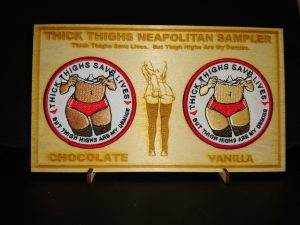 THICK THIGHS NEAPOLITAN SAMPLER
Thick Thighs Save Lives. But Thigh Highs Are My Demise.
THICK THIGHS SAVE LIVES
BUT THIGH HIGHS ARE MY DEMISE
THICK THIGHS SAVE LIVES
BUT THIGH HIGHS ARE MY DEMISE
CHOCOLATE
VANILLA